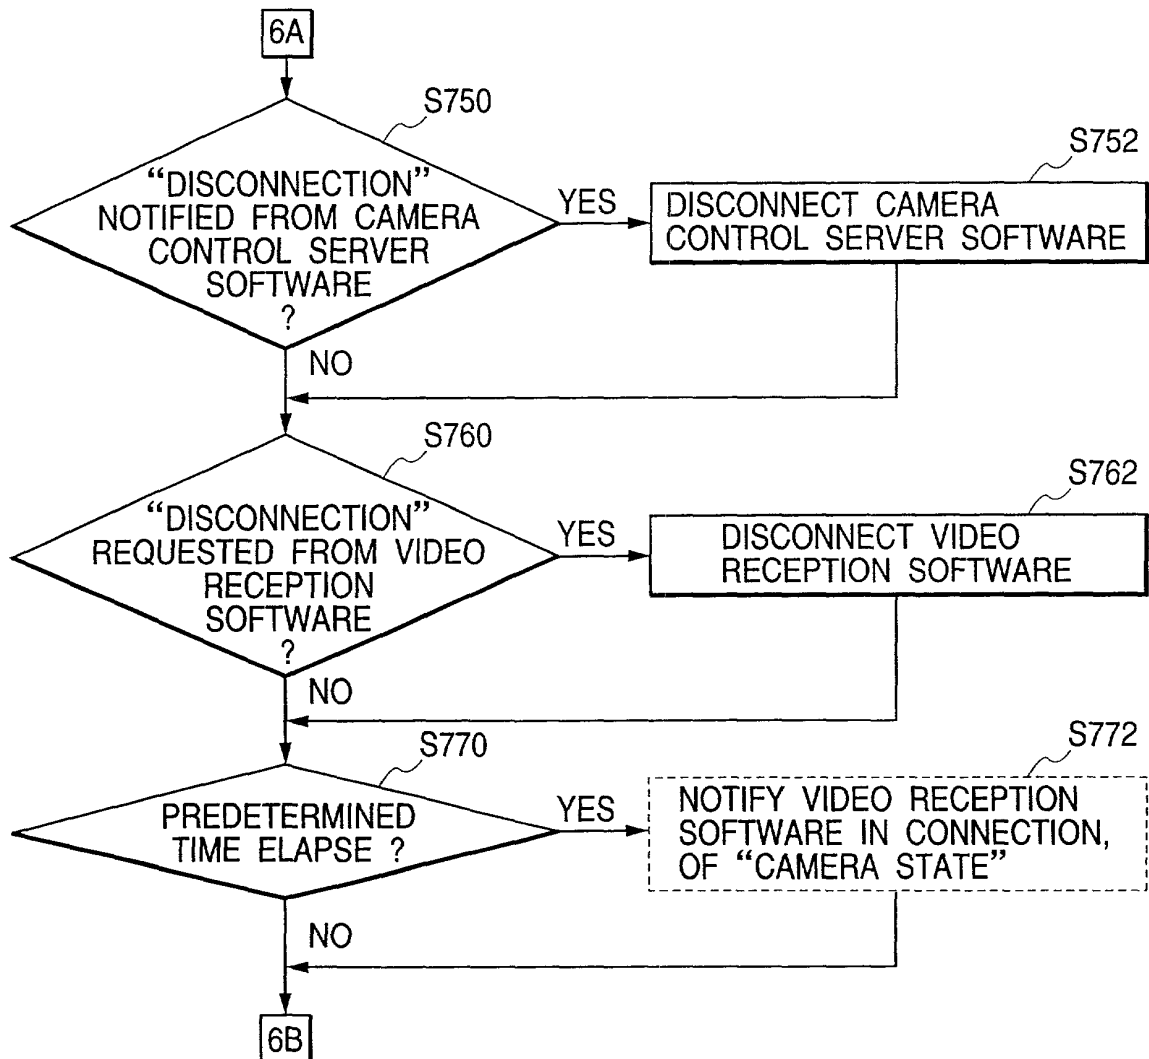 6A
S750
“DISCONNECTION”
NOTIFIED FROM CAMERA
CONTROL SERVER
SOFTWARE
?
YES
S752
DISCONNECT CAMERA
CONTROL SERVER SOFTWARE
NO
S760
“DISCONNECTION”
REQUESTED FROM VIDEO
RECEPTION
SOFTWARE
?
YES
S762
DISCONNECT VIDEO
RECEPTION SOFTWARE
NO
S770
PREDETERMINED
TIME ELAPSE ?
YES
S772
NOTIFY VIDEO RECEPTION
SOFTWARE IN CONNECTION,
OF “CAMERA STATE”
NO
6B